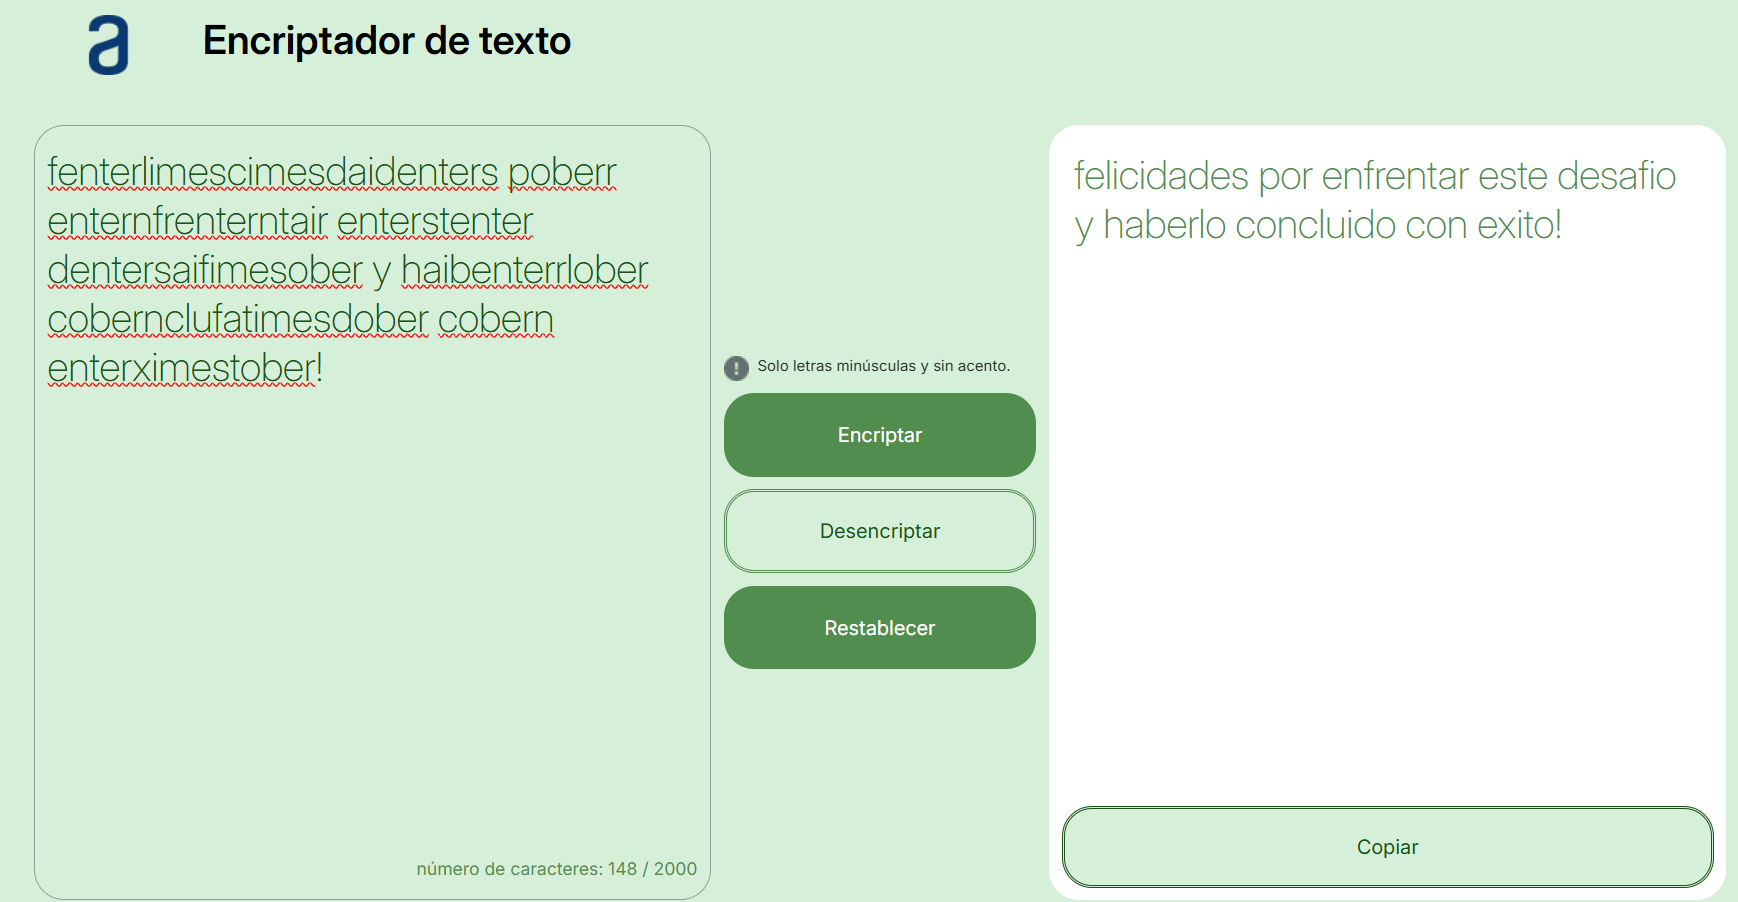 a
Encriptador de texto
fenterlimescimesdaidenters poberr
enternfrenterntair enterstenter
dentersaifimesober y haibenterrlober
cobernclufatimesdober cobern
enterximestober!
número de caracteres: 148 / 2000
! Solo letras minúsculas y sin acento.
Encriptar
Desencriptar
Restablecer
felicidades por enfrentar este desafio
y haberlo concluido con exito!
Copiar